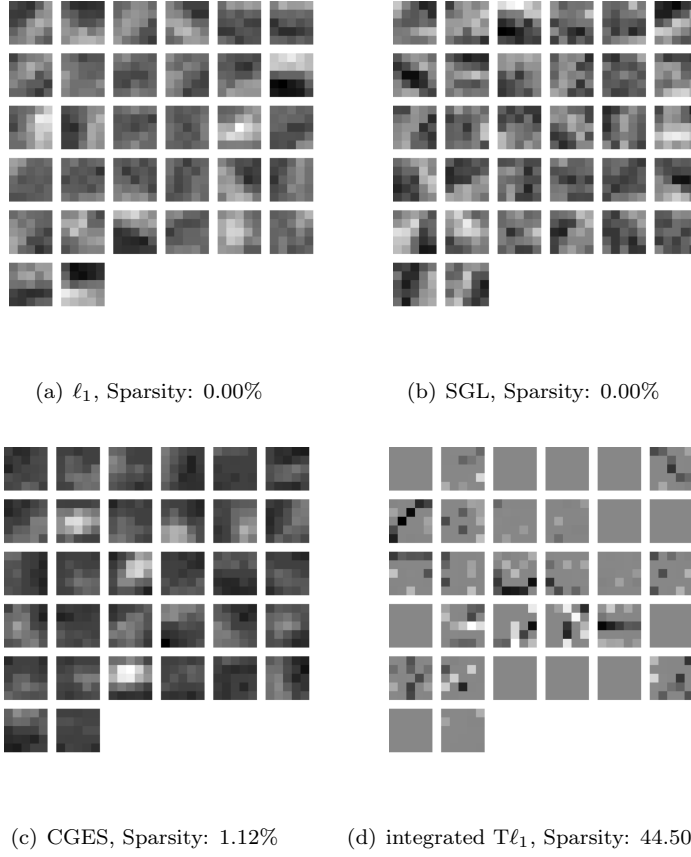 (a) ℓ₁, Sparsity: 0.00%
(b) SGL, Sparsity: 0.00%
(c) CGES, Sparsity: 1.12%
(d) integrated Tℓ₁, Sparsity: 44.50